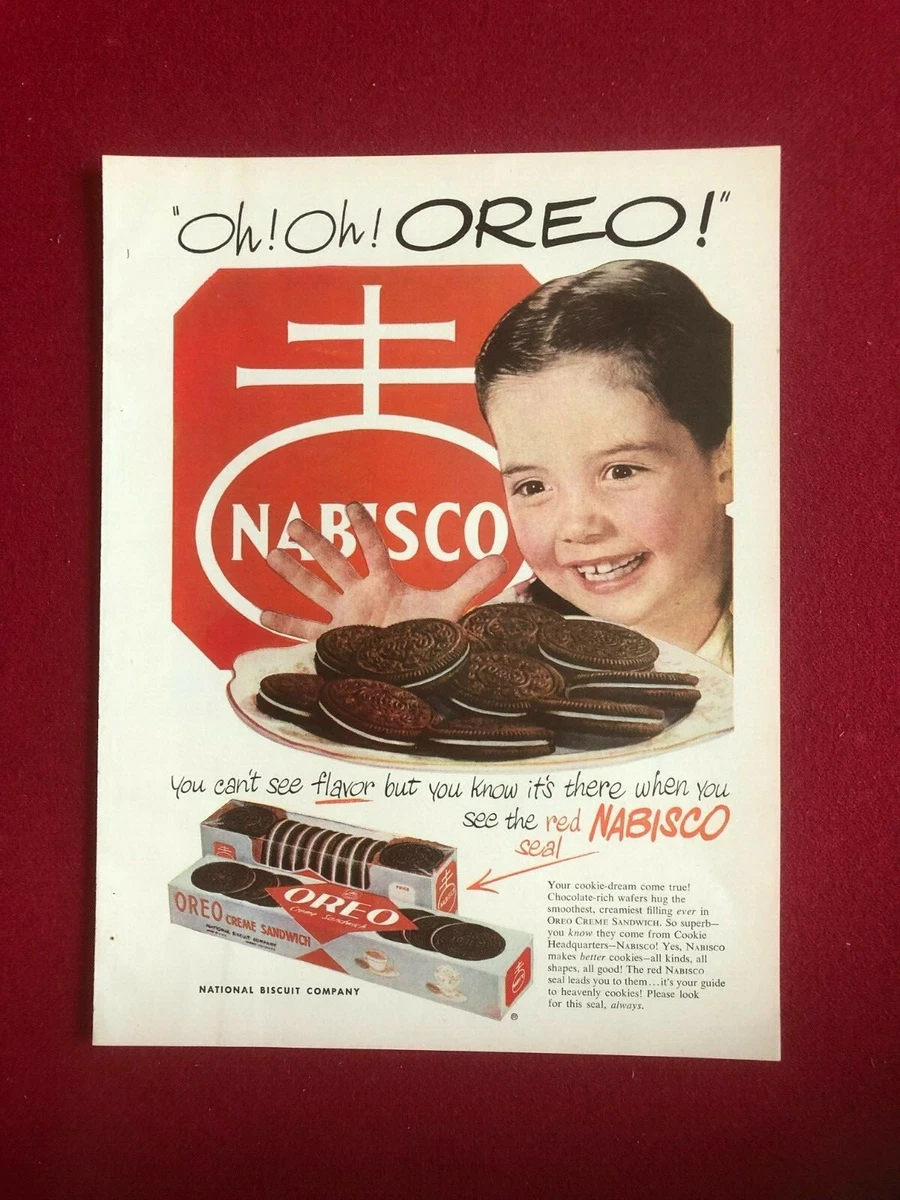 "Oh! Oh! OREO!"
NABISCO
You can't see flavor but you know it's there when you
see the red NABISCO
seal
OREO
Creme Sandwich
OREO CREME SANDWICH
NATIONAL BISCUIT COMPANY
NATIONAL BISCUIT COMPANY
®
Your cookie-dream come true!
Chocolate-rich wafers hug the
smoothest, creamiest filling ever in
OREO CREME SANDWICH. So superb—
you know they come from Cookie
Headquarters—NABISCO! Yes, NABISCO
makes better cookies—all kinds, all
shapes, all good! The red NABISCO
seal leads you to them...it's your guide
to heavenly cookies! Please look
for this seal, always.